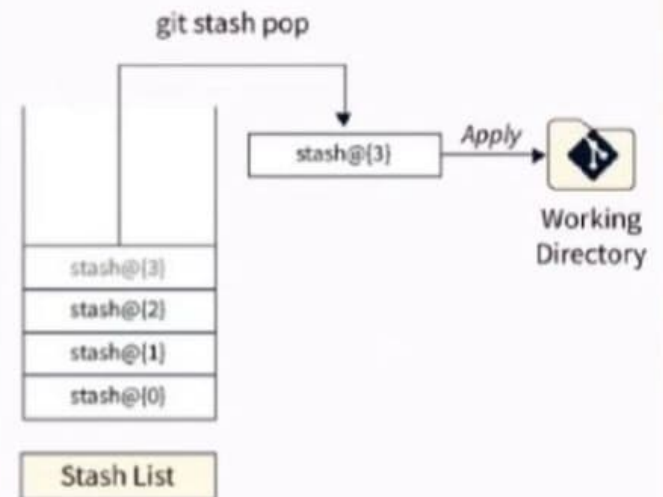 git stash pop
stash@{3}
Apply
Working
Directory
stash@{3}
stash@{2}
stash@{1}
stash@{0}
Stash List